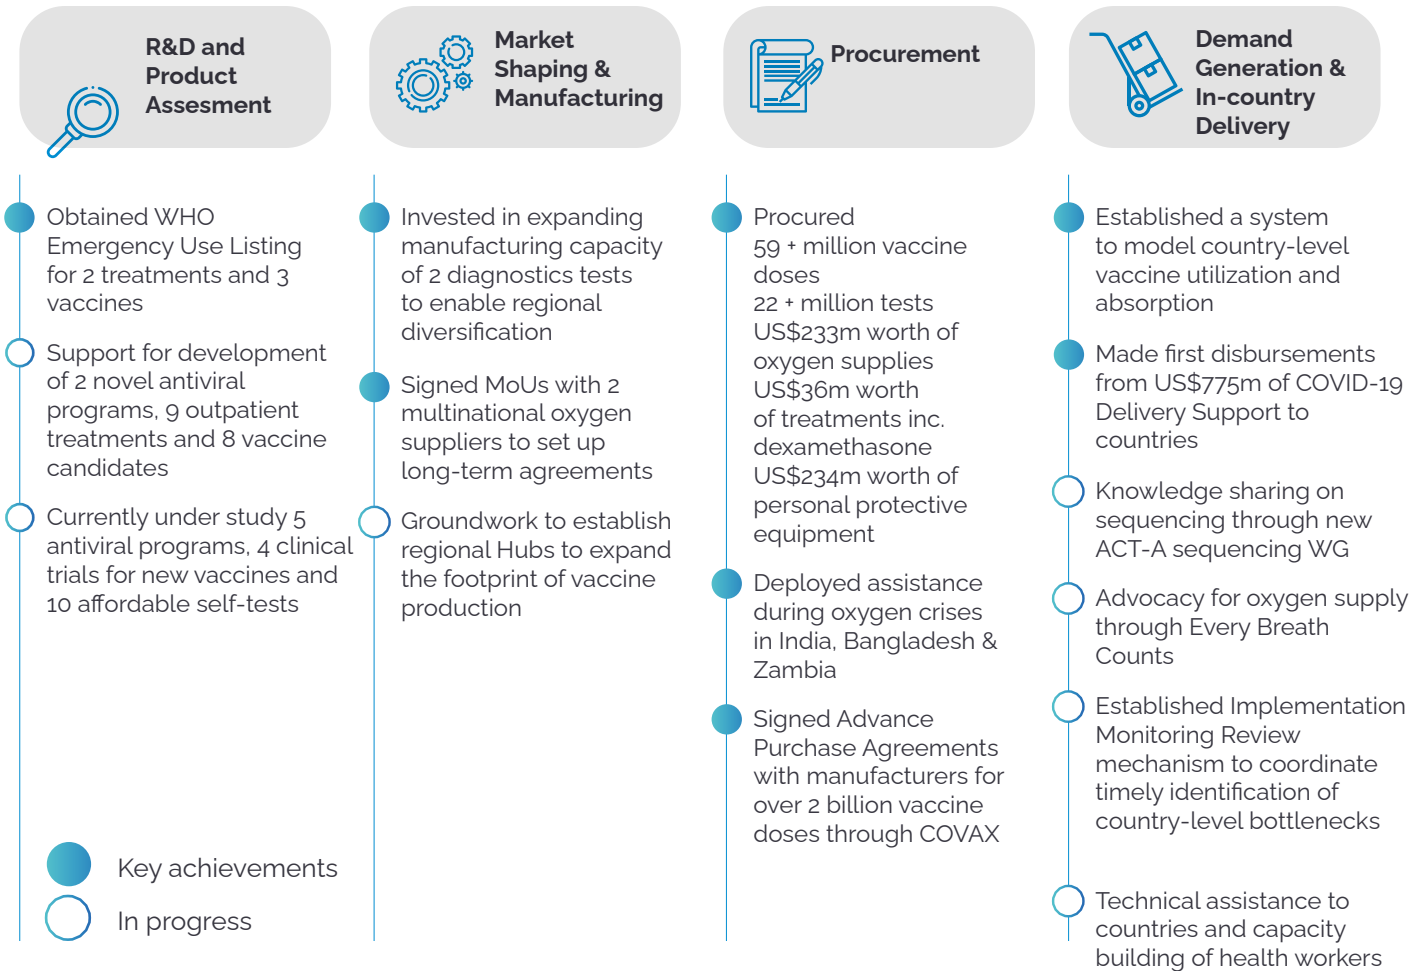 R&D and
Product
Assesment
Obtained WHO
Emergency Use Listing
for 2 treatments and 3
vaccines
Support for development
of 2 novel antiviral
programs, 9 outpatient
treatments and 8 vaccine
candidates
Currently under study 5
antiviral programs, 4 clinical
trials for new vaccines and
10 affordable self-tests
Market
Shaping &
Manufacturing
Invested in expanding
manufacturing capacity
of 2 diagnostics tests
to enable regional
diversification
Signed MoUs with 2
multinational oxygen
suppliers to set up
long-term agreements
Groundwork to establish
regional Hubs to expand
the footprint of vaccine
production
Procurement
Procured
59 + million vaccine
doses
22 + million tests
US$233m worth of
oxygen supplies
US$36m worth
of treatments inc.
dexamethasone
US$234m worth of
personal protective
equipment
Deployed assistance
during oxygen crises
in India, Bangladesh &
Zambia
Signed Advance
Purchase Agreements
with manufacturers for
over 2 billion vaccine
doses through COVAX
Demand
Generation &
In-country
Delivery
Established a system
to model country-level
vaccine utilization and
absorption
Made first disbursements
from US$775m of COVID-19
Delivery Support to
countries
Knowledge sharing on
sequencing through new
ACT-A sequencing WG
Advocacy for oxygen supply
through Every Breath
Counts
Established Implementation
Monitoring Review
mechanism to coordinate
timely identification of
country-level bottlenecks
Technical assistance to
countries and capacity
building of health workers
Key achievements
In progress